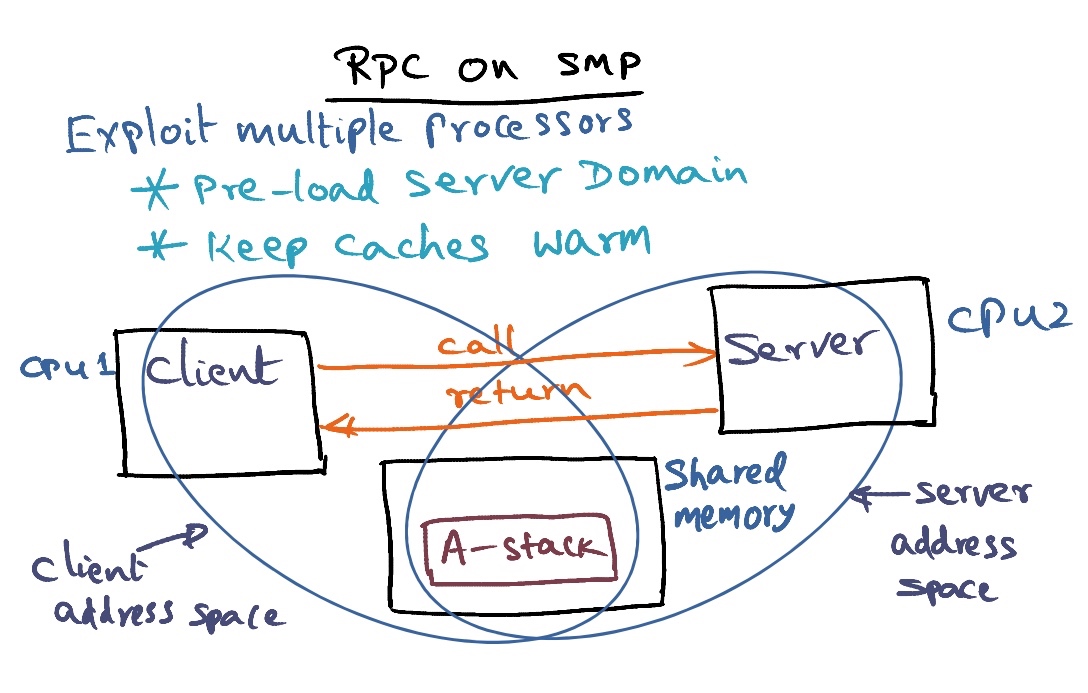 RPC on SMP
Exploit multiple Processors
* Pre-load Server Domain
* Keep Caches Warm
CPU1
Client
call
return
Server
CPU2
Shared
memory
A-stack
Client
address space
Server
address
space